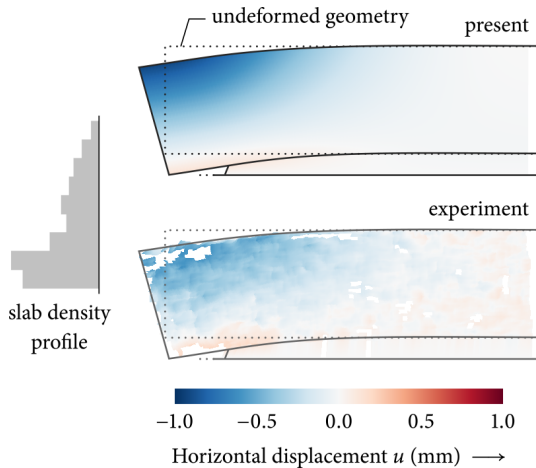 undeformed geometry
present
experiment
slab density
profile
−1.0 −0.5 0.0 0.5 1.0
Horizontal displacement u (mm) ⟶